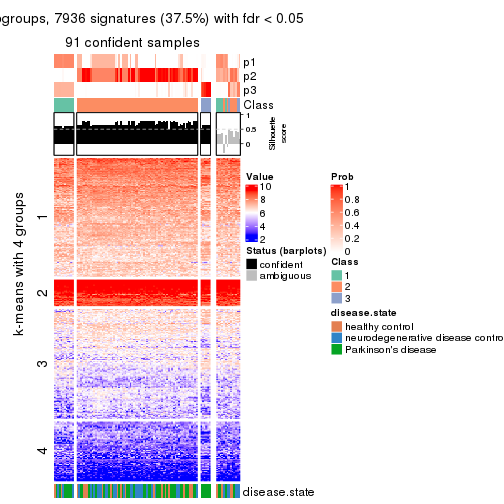 ogroups, 7936 signatures (37.5%) with fdr < 0.05
91 confident samples
p1
p2
p3
Class
1
0.5
0
Silhouette
score
k-means with 4 groups
1
2
3
4
Value
10
8
6
4
2
Status (barplots)
confident
ambiguous
Prob
1
0.8
0.6
0.4
0.2
0
Class
1
2
3
disease.state
healthy control
neurodegenerative disease contro
Parkinson's disease
disease.state